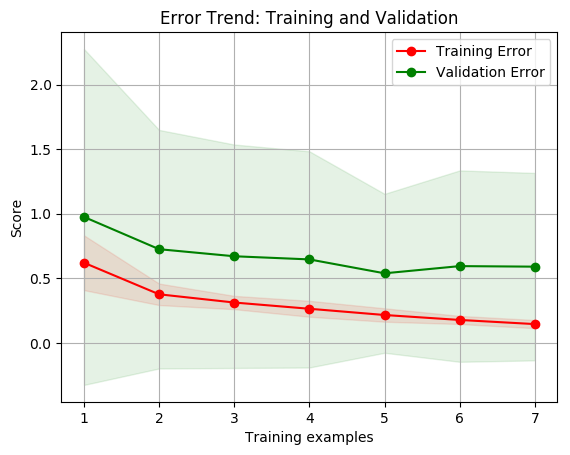 Error Trend: Training and Validation
Training Error
Validation Error
Score
2.0
1.5
1.0
0.5
0.0
1 2 3 4 5 6 7
Training examples